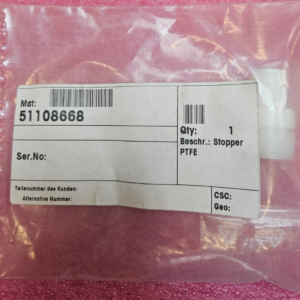 Mat:
51108668
Qty: 1
Beschr.: Stopper
PTFE
Ser.No:
Teilenummer des Kunden:
Alternative Nummer:
CSC:
Geo: